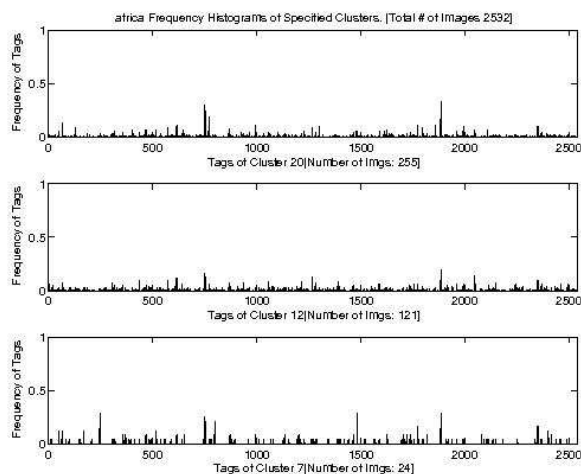 africa Frequency Histograms of Specified Clusters. [Total # of Images 2532]
Frequency of Tags
1
0.5
0
0 500 1000 1500 2000 2500
Tags of Cluster 20[Number of Imgs: 255]
Frequency of Tags
1
0.5
0
0 500 1000 1500 2000 2500
Tags of Cluster 12[Number of Imgs: 121]
Frequency of Tags
1
0.5
0
0 500 1000 1500 2000 2500
Tags of Cluster 7[Number of Imgs: 24]